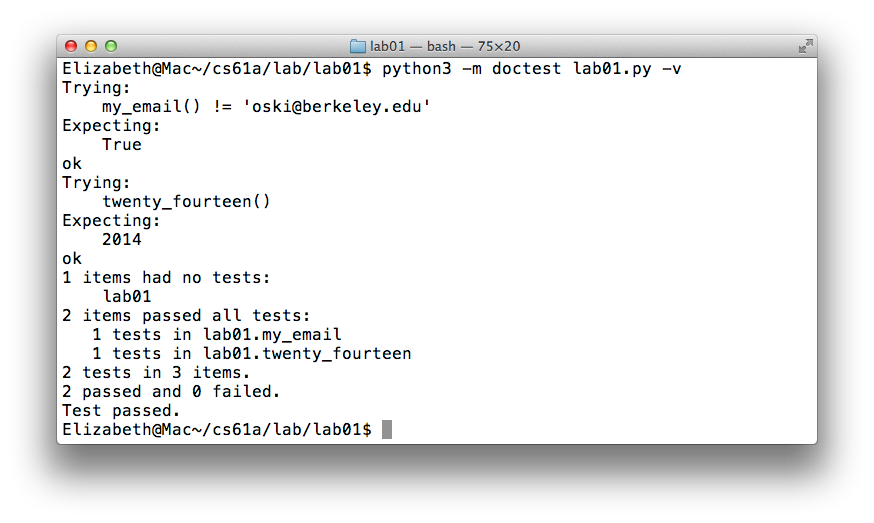 lab01 — bash — 75×20
Elizabeth@Mac~/cs61a/lab/lab01$ python3 -m doctest lab01.py -v
Trying:
    my_email() != 'oski@berkeley.edu'
Expecting:
    True
ok
Trying:
    twenty_fourteen()
Expecting:
    2014
ok
1 items had no tests:
    lab01
2 items passed all tests:
   1 tests in lab01.my_email
   1 tests in lab01.twenty_fourteen
2 tests in 3 items.
2 passed and 0 failed.
Test passed.
Elizabeth@Mac~/cs61a/lab/lab01$